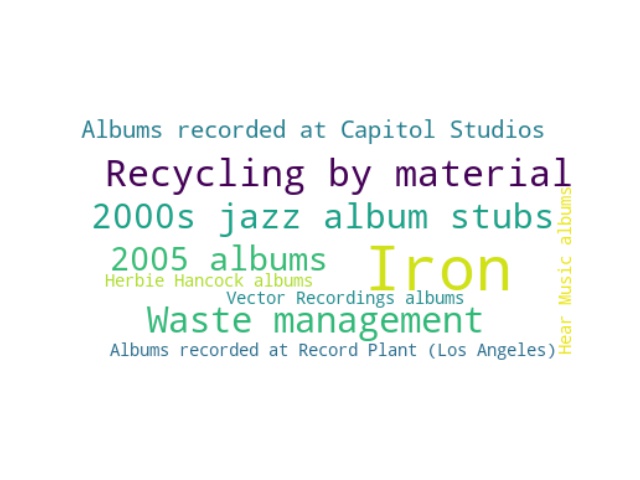 Albums recorded at Capitol Studios
Recycling by material
2000s jazz album stubs
2005 albums
Iron
Herbie Hancock albums
Vector Recordings albums
Waste management
Albums recorded at Record Plant (Los Angeles)
Hear Music albums